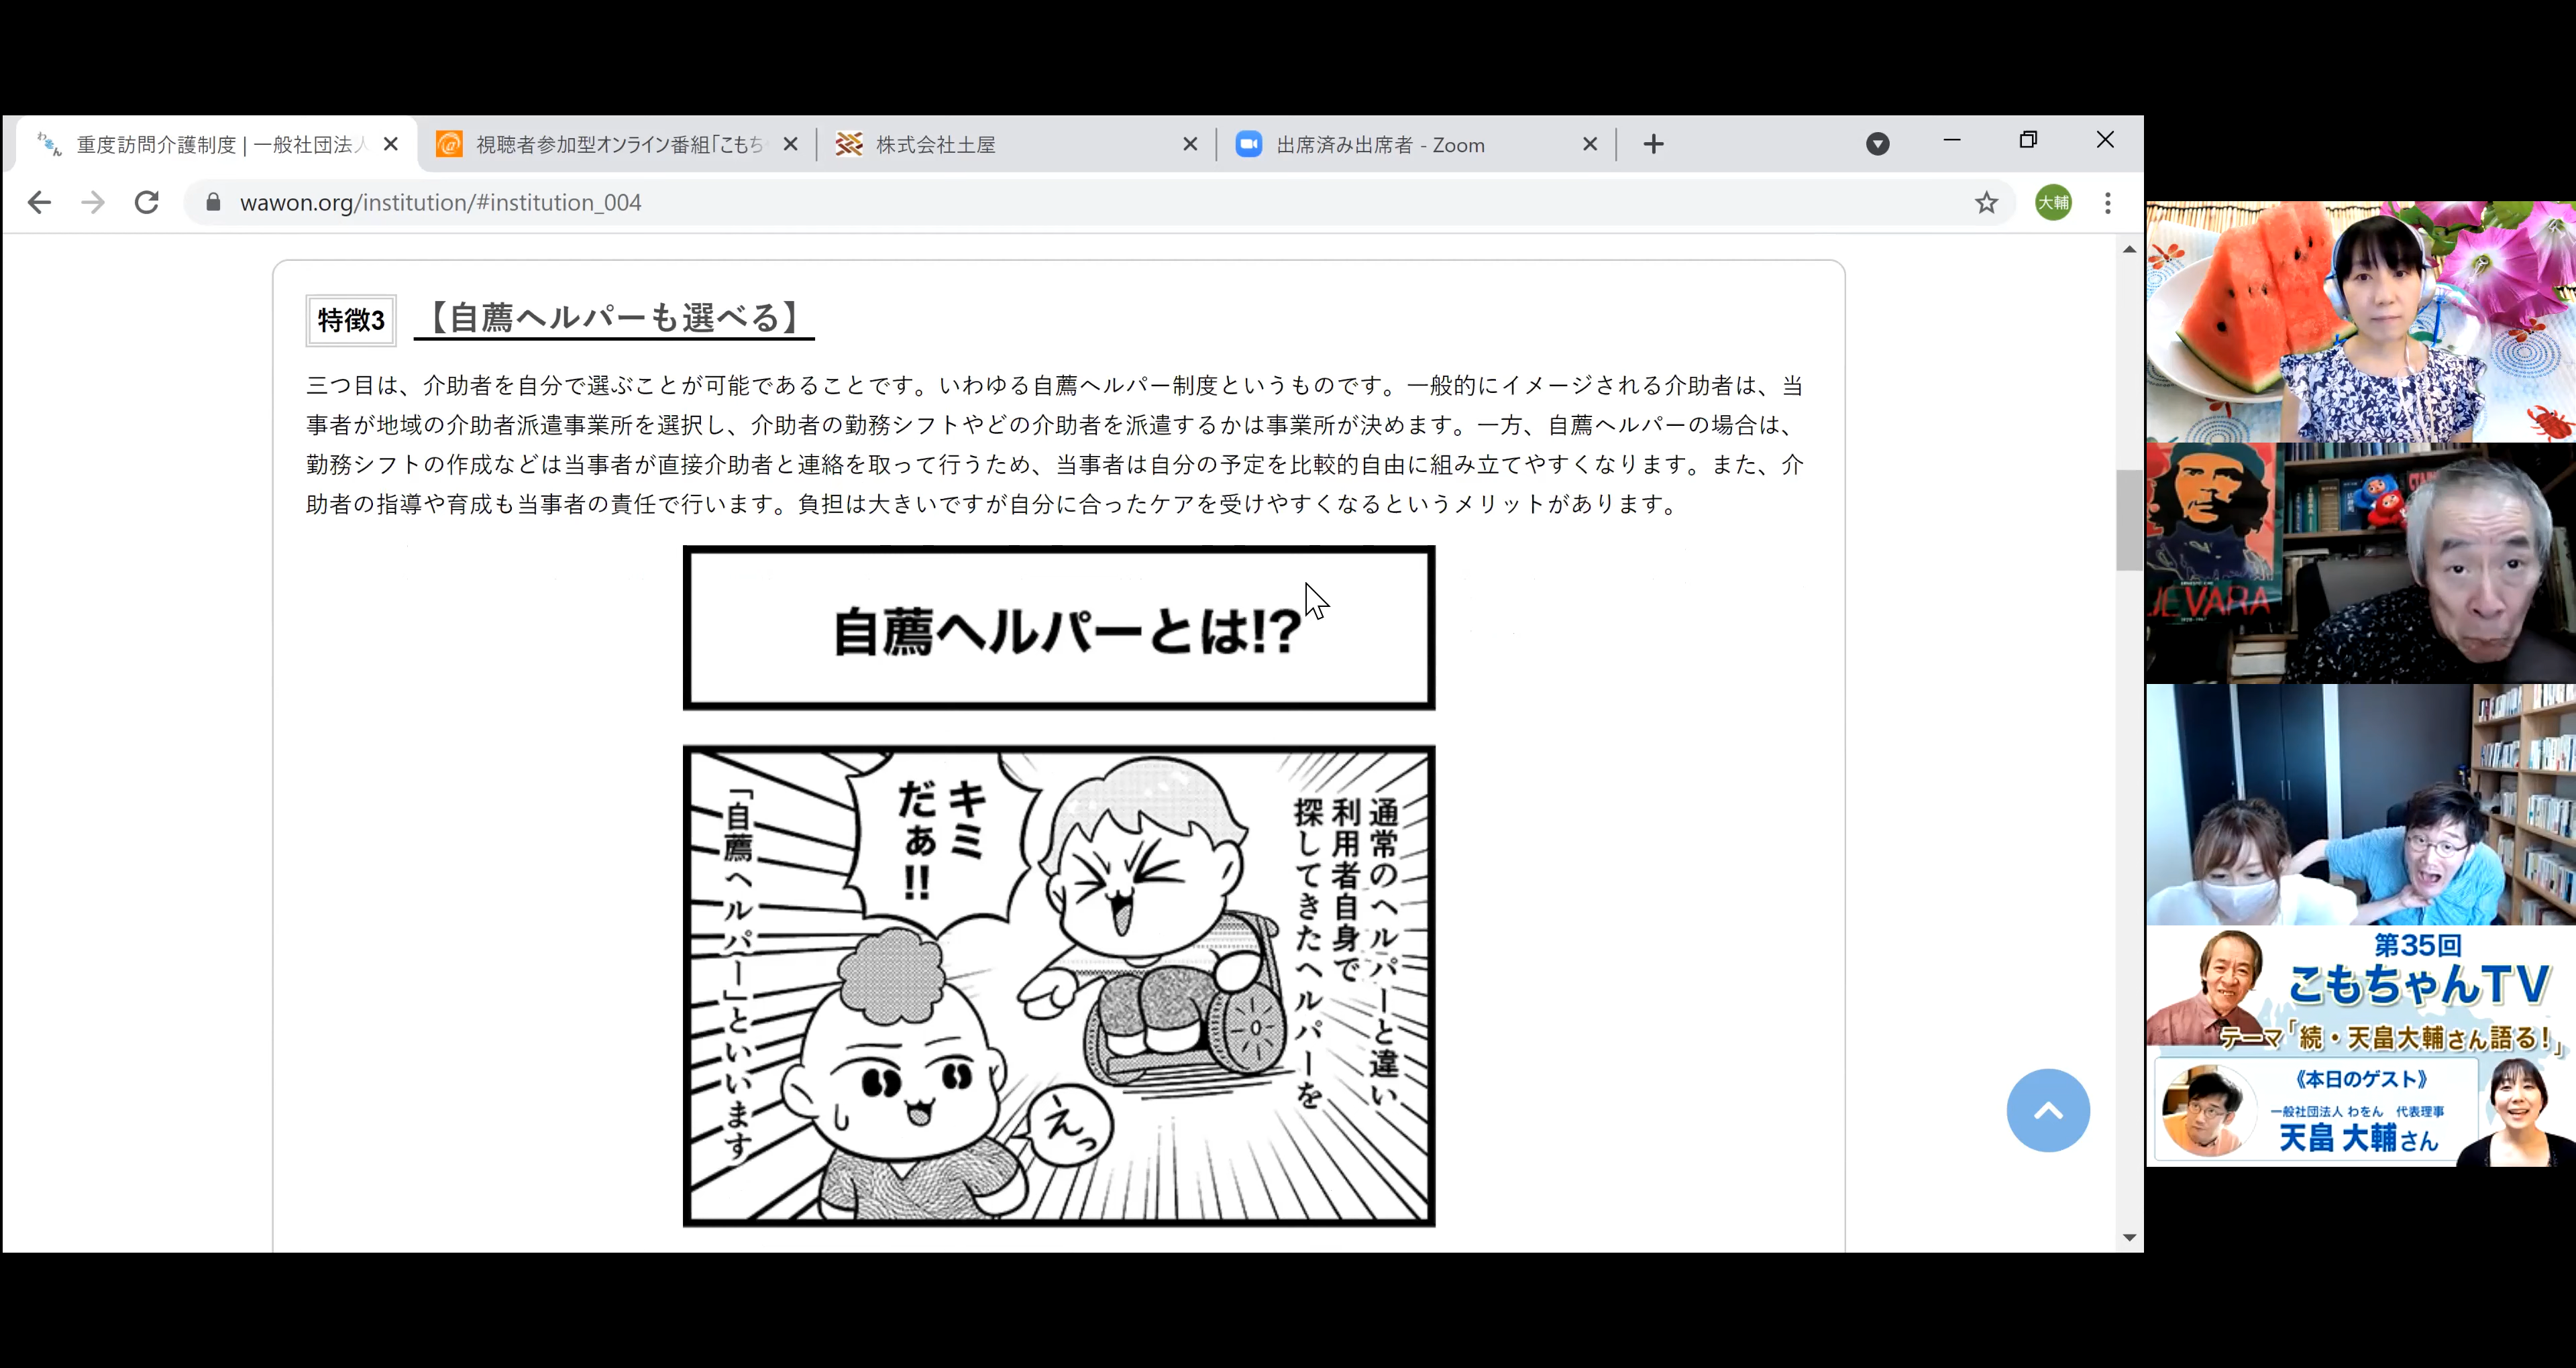 重度訪問介護制度 | 一般社団法人
視聴者参加型オンライン番組「こもち
株式会社土屋
出席済み出席者 - Zoom
wawon.org/institution/#institution_004
大輔
特徴3 【自薦ヘルパーも選べる】
三つ目は、介助者を自分で選ぶことが可能であることです。いわゆる自薦ヘルパー制度というものです。一般的にイメージされる介助者は、当
事者が地域の介助者派遣事業所を選択し、介助者の勤務シフトやどの介助者を派遣するかは事業所が決めます。一方、自薦ヘルパーの場合は、
勤務シフトの作成などは当事者が直接介助者と連絡を取って行うため、当事者は自分の予定を比較的自由に組み立てやすくなります。また、介
助者の指導や育成も当事者の責任で行います。負担は大きいですが自分に合ったケアを受けやすくなるというメリットがあります。
自薦ヘルパーとは!?
通常のヘルパーと違い
利用者自身で
探してきたヘルパーを
キミ
だぁ!!
えっ
「自薦ヘルパー」といいます
EVARA
第35回
こもちゃんTV
テーマ「続・天畠大輔さん語る!」
《本日のゲスト》
一般社団法人 わをん 代表理事
天畠 大輔さん